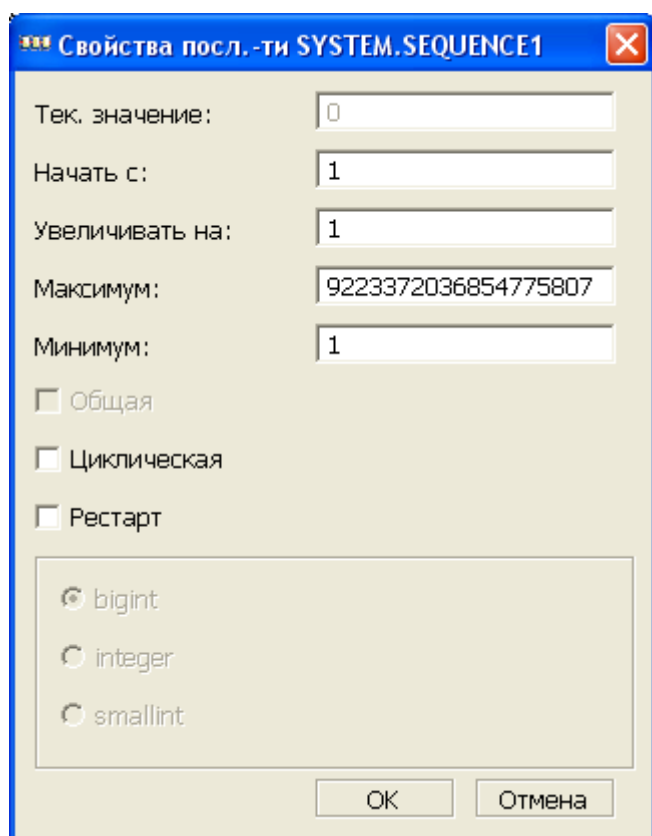 Свойства посл.-ти SYSTEM.SEQUENCE1
Тек. значение: 0
Начать с: 1
Увеличивать на: 1
Максимум: 9223372036854775807
Минимум: 1
Общая
Циклическая
Рестарт
bigint
integer
smallint
OK Отмена